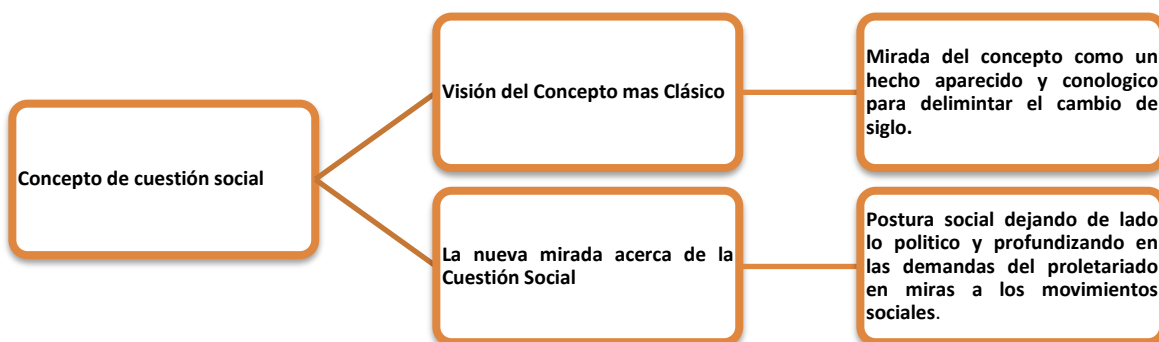 Concepto de cuestión social
Visión del Concepto mas Clásico
Mirada del concepto como un
hecho aparecido y conologico
para delimintar el cambio de
siglo.
La nueva mirada acerca de la
Cuestión Social
Postura social dejando de lado
lo politico y profundizando en
las demandas del proletariado
en miras a los movimientos
sociales.